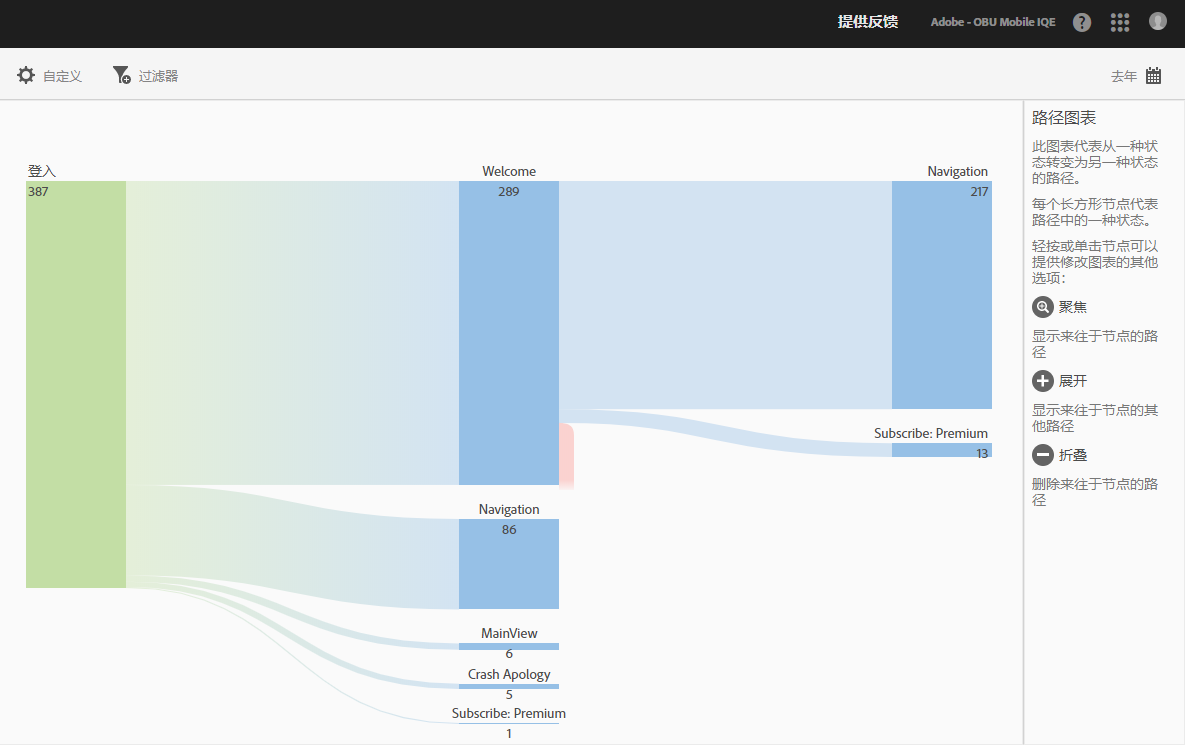 提供反馈
Adobe - OBU Mobile IQE
?
自定义
过滤器
去年
登入
387
Welcome
289
Navigation
217
Subscribe: Premium
13
Navigation
86
MainView
6
Crash Apology
5
Subscribe: Premium
1
路径图表
此图表代表从一种状
态转变为另一种状态
的路径。
每个长方形节点代表
路径中的一种状态。
轻按或单击节点可以
提供修改图表的其他
选项：
聚焦
显示来往于节点的路
径
展开
显示来往于节点的其
他路径
折叠
删除来往于节点的路
径